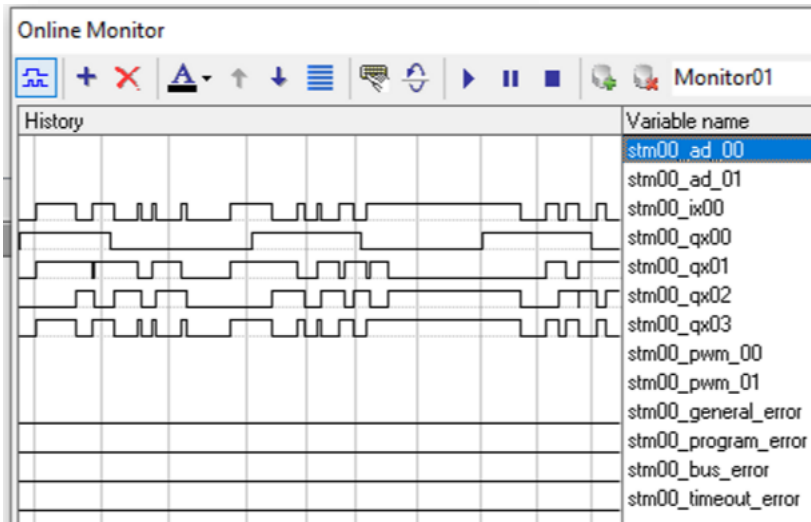 Online Monitor
A
Monitor01
History
Variable name
stm00_ad_00
stm00_ad_01
stm00_ix00
stm00_qx00
stm00_qx01
stm00_qx02
stm00_qx03
stm00_pwm_00
stm00_pwm_01
stm00_general_error
stm00_program_error
stm00_bus_error
stm00_timeout_error